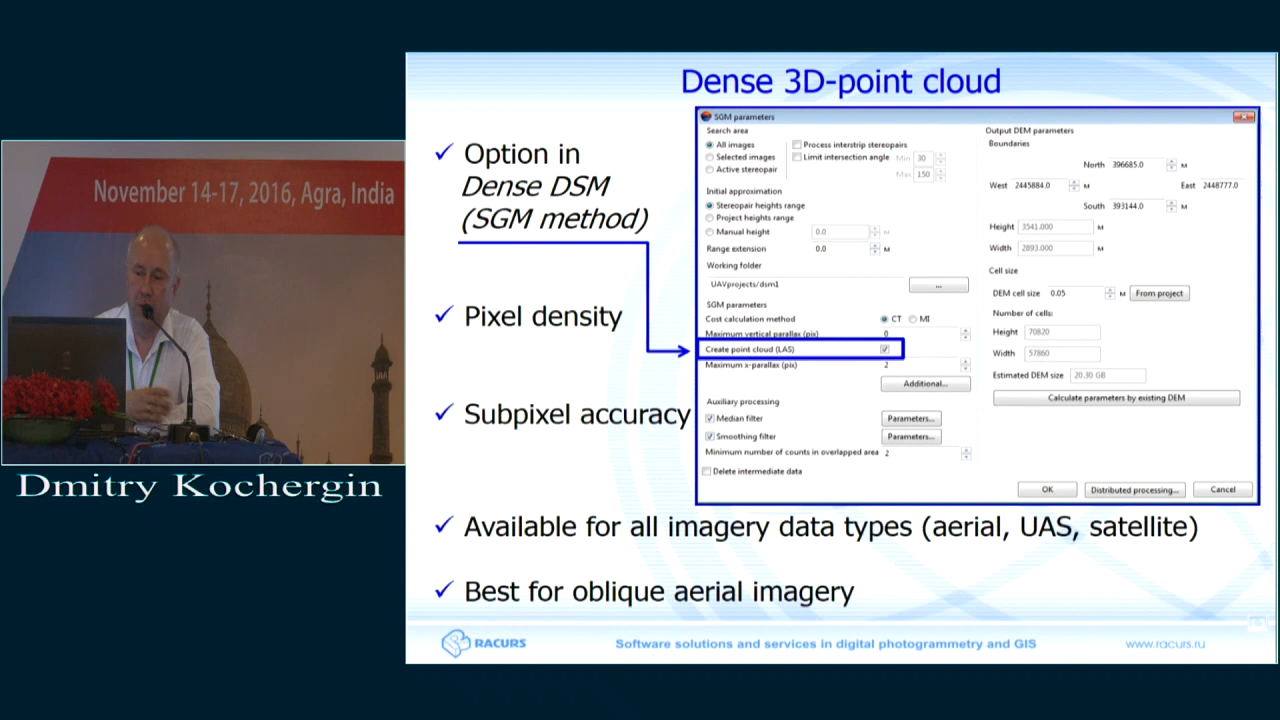 November 14-17, 2016, Agra, India
Dmitry Kochergin
Dense 3D-point cloud
✓ Option in
Dense DSM
(SGM method)
✓ Pixel density
✓ Subpixel accuracy
✓ Available for all imagery data types (aerial, UAS, satellite)
✓ Best for oblique aerial imagery
SGM parameters
Search area
All images
Selected images
Active stereopair
Process interstrip stereopairs
Limit intersection angle Min 30
Max 150
Initial approximation
Stereopair heights range
Project heights range
Manual height 0.0 м
Range extension 0.0 м
Working folder
UAVprojects/dsm1 ...
SGM parameters
Cost calculation method CT MI
Maximum vertical parallax (pix) 0
Create point cloud (LAS)
Maximum x-parallax (pix) 2
Additional...
Auxiliary processing
Median filter Parameters...
Smoothing filter Parameters...
Minimum number of counts in overlapped area 2
Delete intermediate data
Output DEM parameters
Boundaries
North 396685.0 м
West 2445884.0 м East 2448777.0
South 393144.0 м
Height 3541.000 м
Width 2893.000 м
Cell size
DEM cell size 0.05 м From project
Number of cells:
Height 70820
Width 57860
Estimated DEM size 20.30 GB
Calculate parameters by existing DEM
OK Distributed processing... Cancel
RACURS
Software solutions and services in digital photogrammetry and GIS
www.racurs.ru